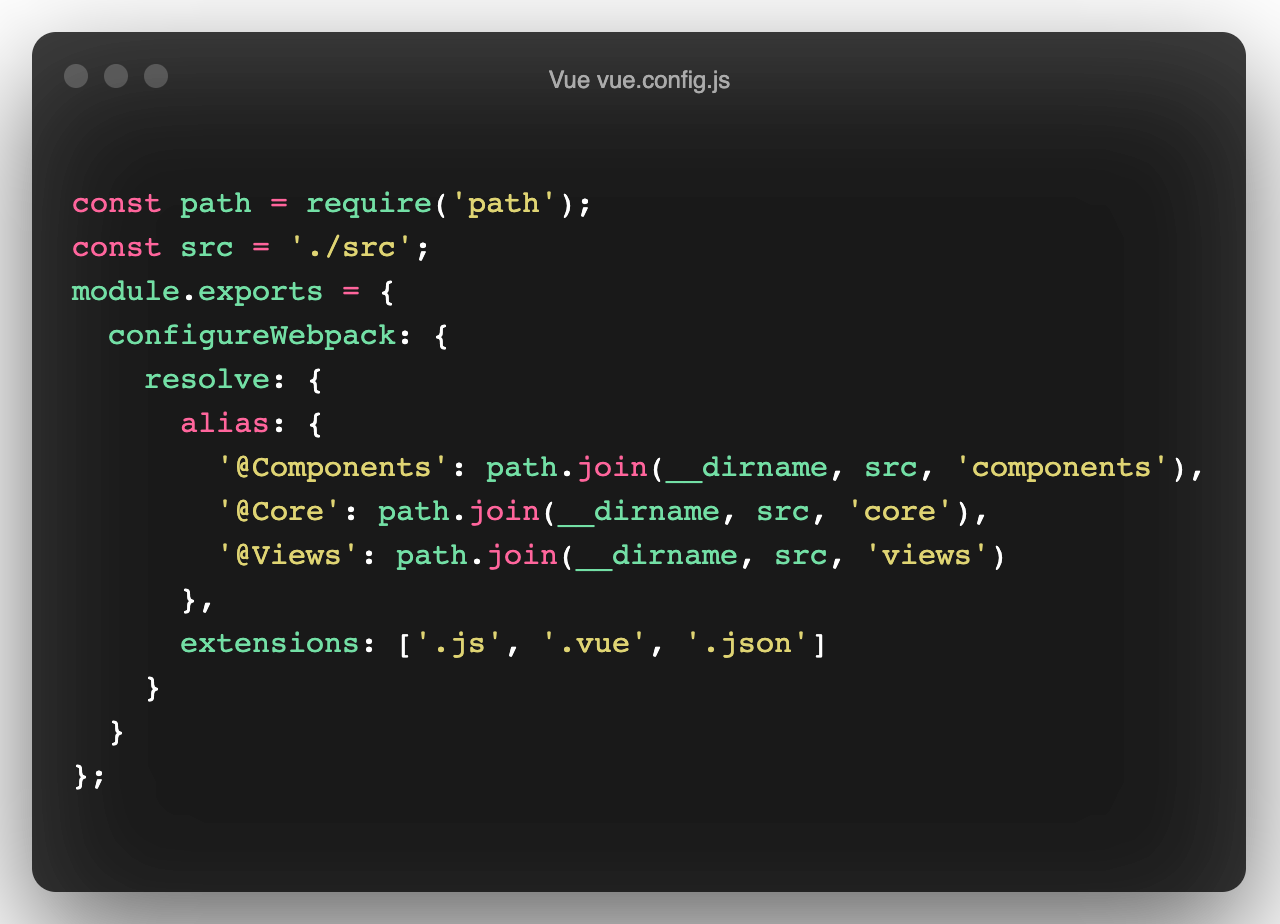 Vue vue.config.js
const path = require('path');
const src = './src';
module.exports = {
  configureWebpack: {
    resolve: {
      alias: {
        '@Components': path.join(__dirname, src, 'components'),
        '@Core': path.join(__dirname, src, 'core'),
        '@Views': path.join(__dirname, src, 'views')
      },
      extensions: ['.js', '.vue', '.json']
    }
  }
};